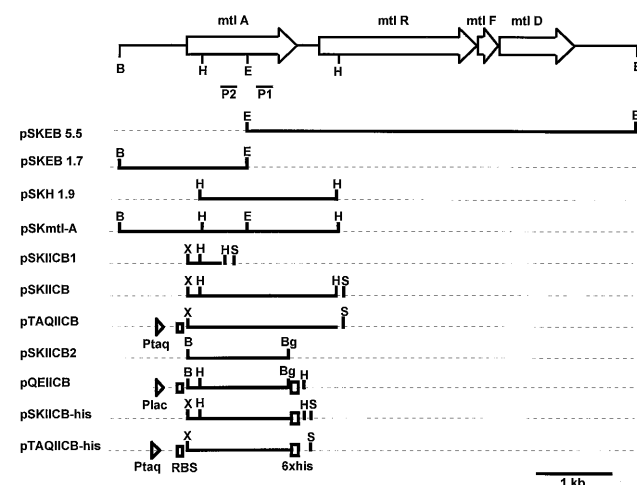 mtl A mtl R mtl F mtl D
B H E H
P2 P1
pSKEB 5.5 E
pSKEB 1.7 B E
pSKH 1.9 H H
pSKmtl-A B H E H
pSKIICB1 X H H S
pSKIICB X H H S
pTAQIICB Ptaq X S
pSKIICB2 B Bg
pQEIICB Plac B H Bg H
pSKIICB-his X H H S
pTAQIICB-his X S
Ptaq RBS 6xhis
1 kb